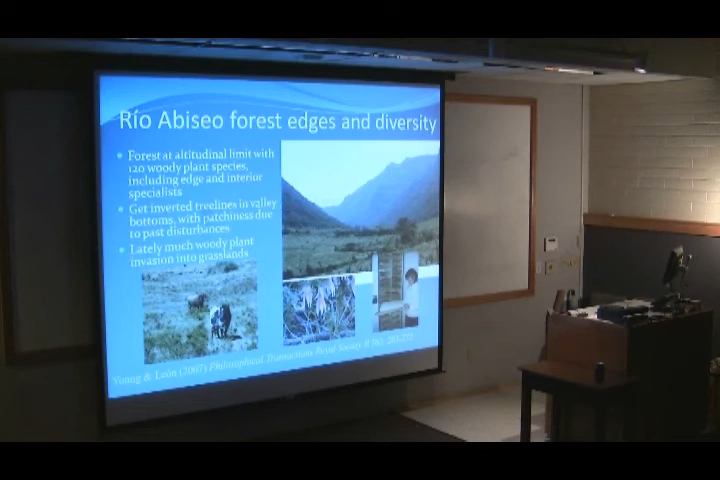 Río Abiseo forest edges and diversity
• Forest at altitudinal limit with
120 woody plant species,
including edge and interior
specialists
• Get inverted treelines in valley
bottoms, with patchiness due
to past disturbances
• Lately much woody plant
invasion into grasslands
Young & León (2007) Philosophical Transactions Royal Society B 362: 263-272